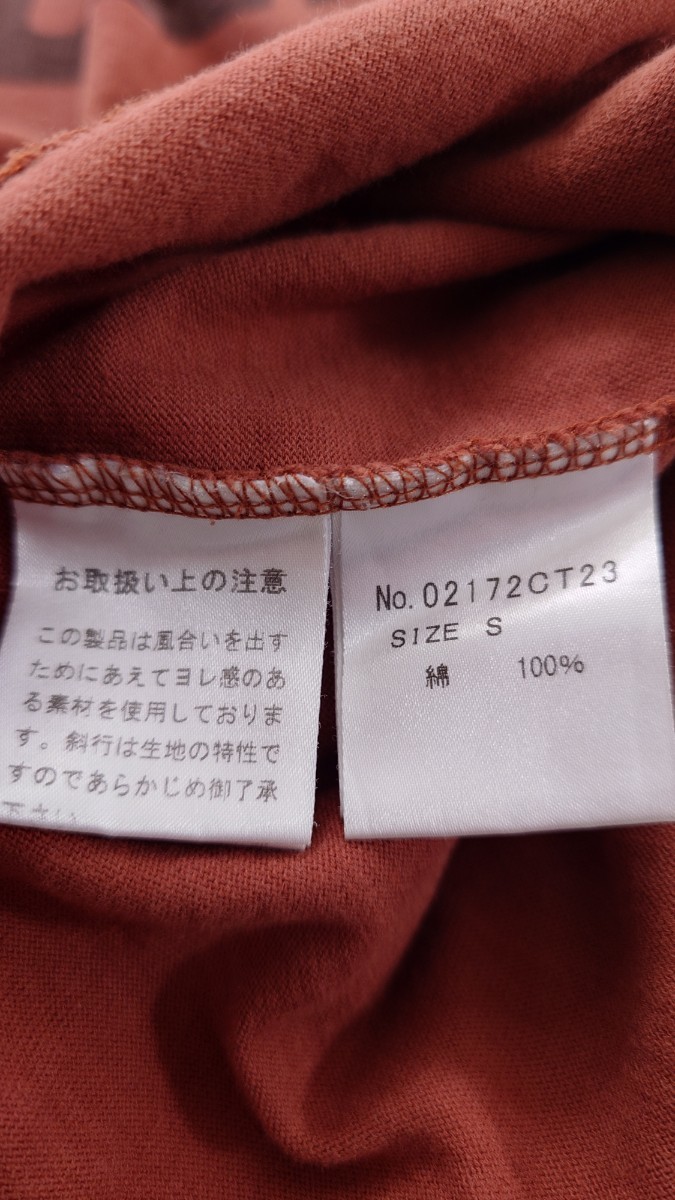 お取扱い上の注意
この製品は風合いを出す
ためにあえてヨレ感のあ
る素材を使用しておりま
す。斜行は生地の特性で
すのであらかじめ御了承
下さい
No. 02172CT23
SIZE S
綿 100%